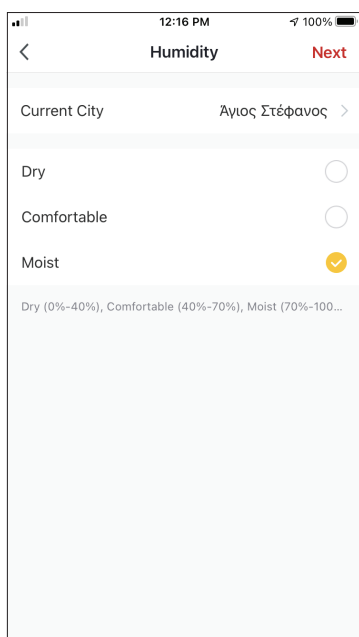 12:16 PM 100%
Humidity Next
Current City Άγιος Στέφανος
Dry
Comfortable
Moist
Dry (0%-40%), Comfortable (40%-70%), Moist (70%-100...